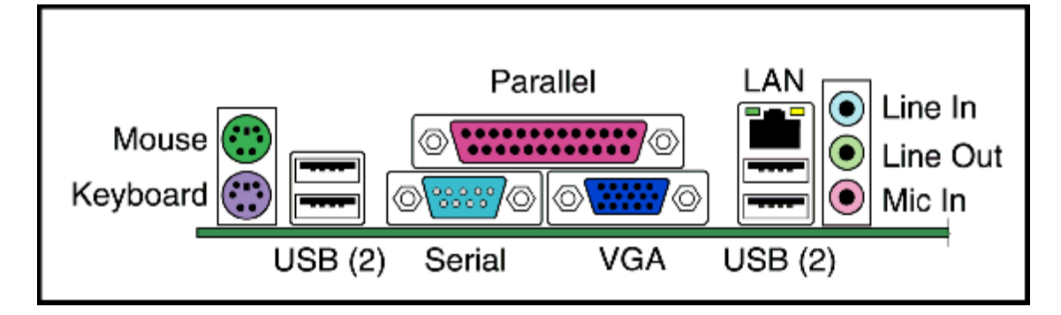 Parallel
LAN
Mouse
Line In
Line Out
Keyboard
Mic In
USB (2)
Serial
VGA
USB (2)